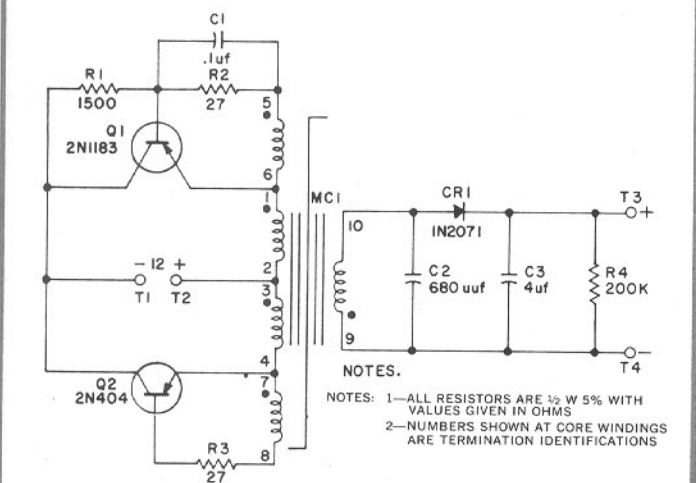 C1
.1uf
R1
1500
R2
27
5
Q1
2N1183
6
1
MC1
10
CR1
1N2071
T3
+
- 12 +
T1 T2
2
3
C2
680 uuf
C3
4uf
R4
200K
9
4
7
T4
−
Q2
2N404
8
R3
27
NOTES.
NOTES: 1—ALL RESISTORS ARE ½ W 5% WITH
VALUES GIVEN IN OHMS
2—NUMBERS SHOWN AT CORE WINDINGS
ARE TERMINATION IDENTIFICATIONS